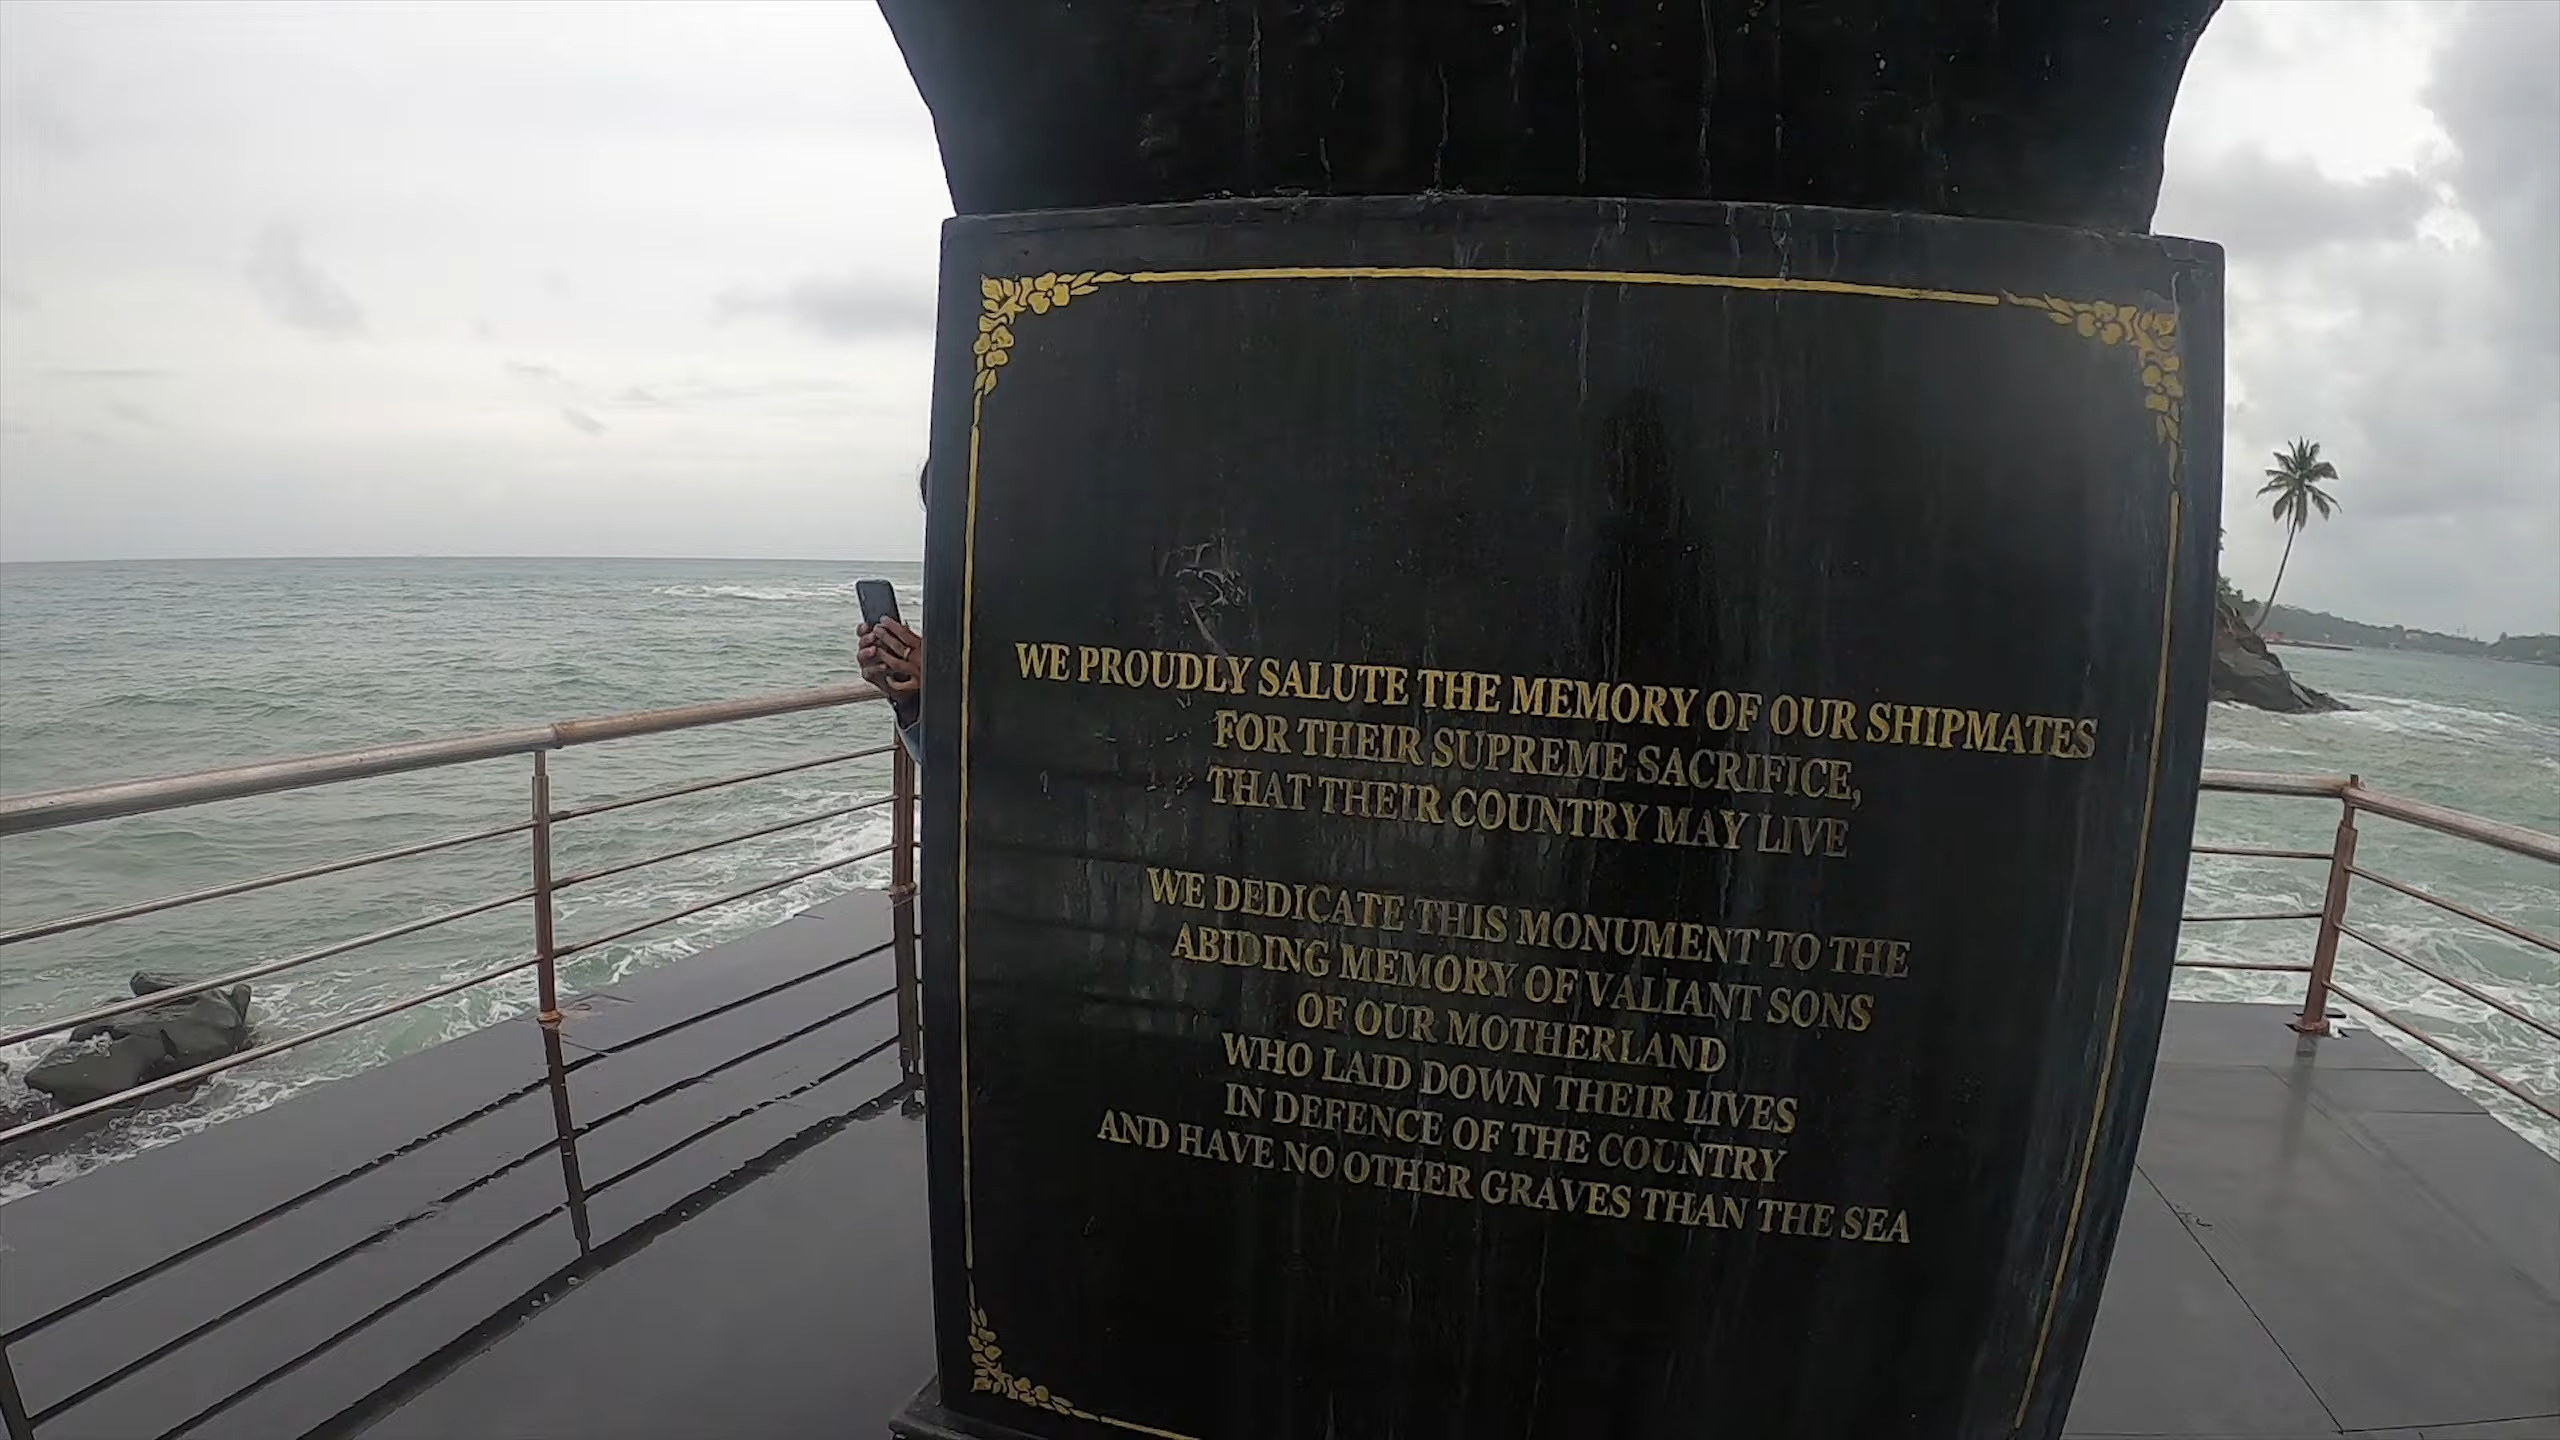 WE PROUDLY SALUTE THE MEMORY OF OUR SHIPMATES
FOR THEIR SUPREME SACRIFICE,
THAT THEIR COUNTRY MAY LIVE
WE DEDICATE THIS MONUMENT TO THE
ABIDING MEMORY OF VALIANT SONS
OF OUR MOTHERLAND
WHO LAID DOWN THEIR LIVES
IN DEFENCE OF THE COUNTRY
AND HAVE NO OTHER GRAVES THAN THE SEA